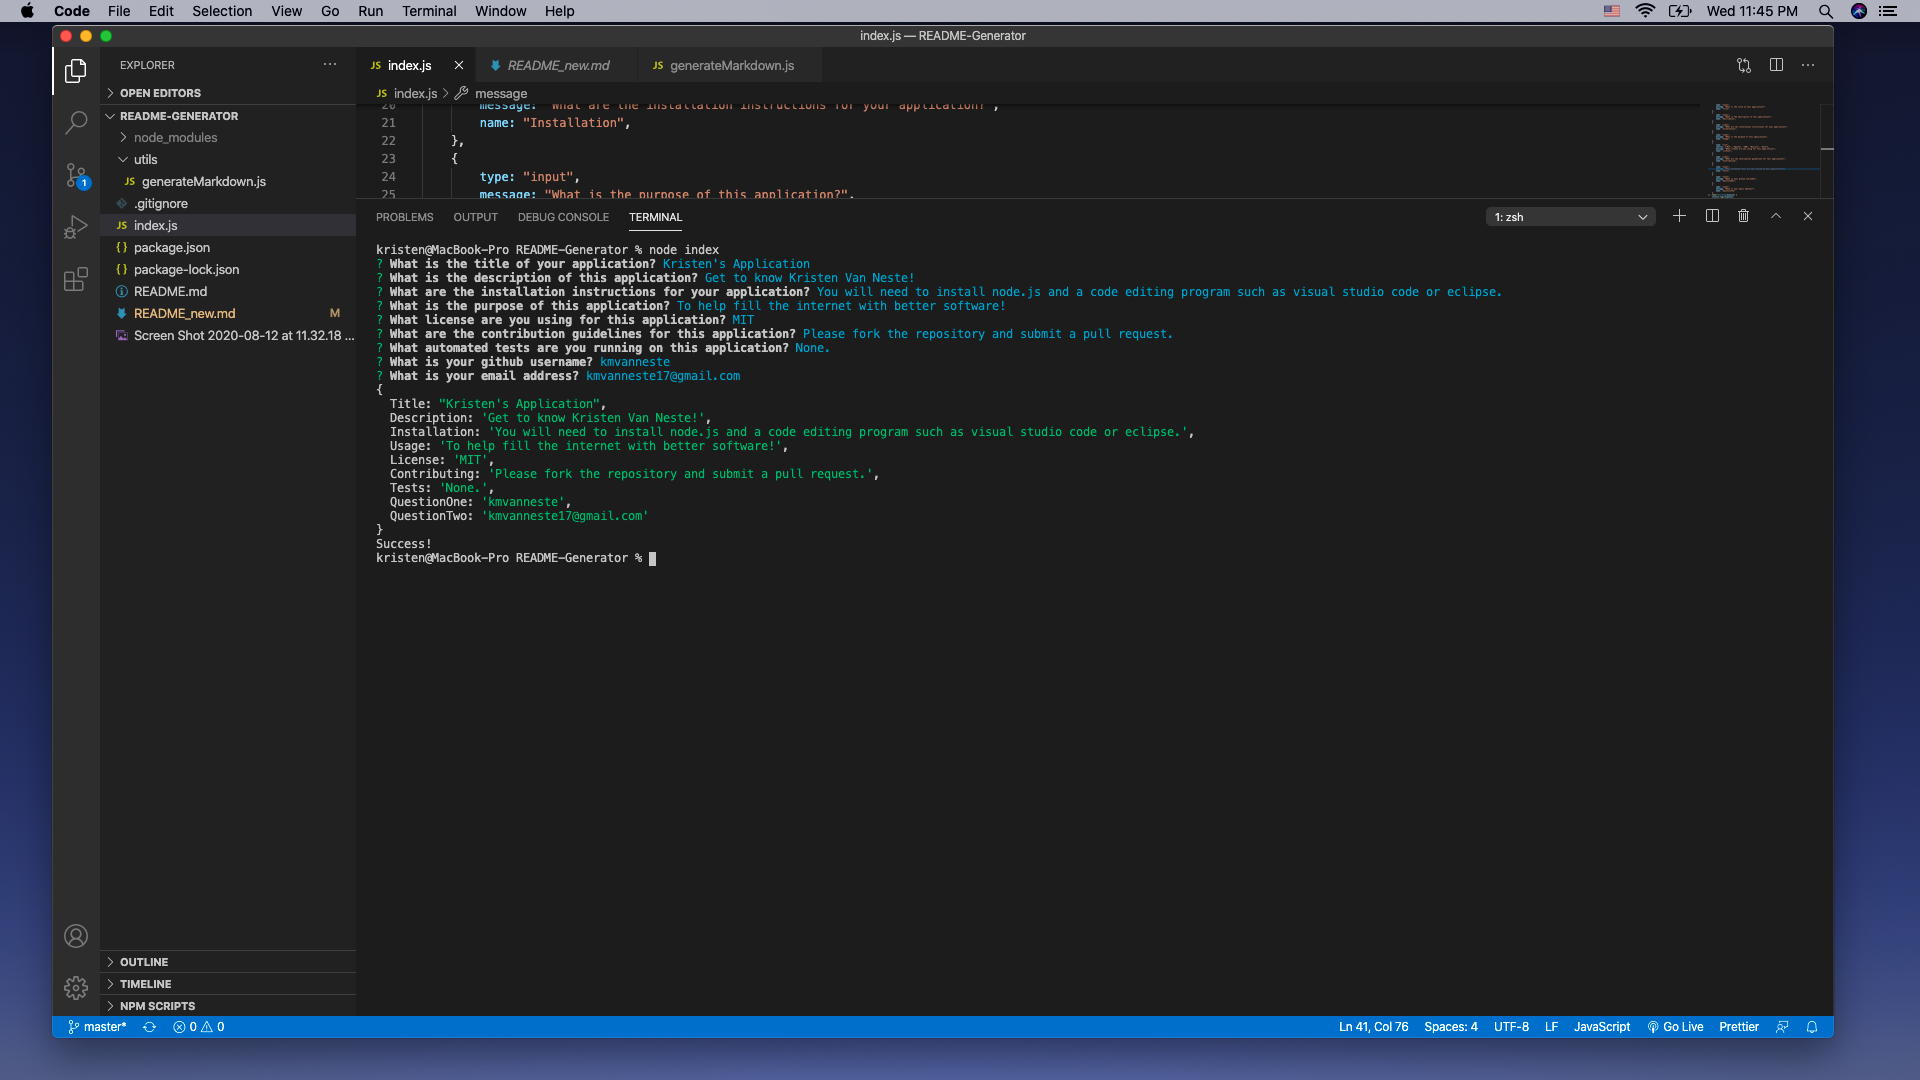 Code File Edit Selection View Go Run Terminal Window Help Wed 11:45 PM
index.js — README-Generator
EXPLORER
OPEN EDITORS
README-GENERATOR
node_modules
utils
JS generateMarkdown.js
.gitignore
JS index.js
{} package.json
{} package-lock.json
README.md
README_new.md M
Screen Shot 2020-08-12 at 11.32.18 ...
OUTLINE
TIMELINE
NPM SCRIPTS
JS index.js README_new.md JS generateMarkdown.js
JS index.js > message
20 message: "What are the installation instructions for your application?",
21 name: "Installation",
22 },
23 {
24 type: "input",
25 message: "What is the purpose of this application?",
PROBLEMS OUTPUT DEBUG CONSOLE TERMINAL 1: zsh
kristen@MacBook-Pro README-Generator % node index
? What is the title of your application? Kristen's Application
? What is the description of this application? Get to know Kristen Van Neste!
? What are the installation instructions for your application? You will need to install node.js and a code editing program such as visual studio code or eclipse.
? What is the purpose of this application? To help fill the internet with better software!
? What license are you using for this application? MIT
? What are the contribution guidelines for this application? Please fork the repository and submit a pull request.
? What automated tests are you running on this application? None.
? What is your github username? kmvanneste
? What is your email address? kmvanneste17@gmail.com
{
Title: "Kristen's Application",
Description: 'Get to know Kristen Van Neste!',
Installation: 'You will need to install node.js and a code editing program such as visual studio code or eclipse.',
Usage: 'To help fill the internet with better software!',
License: 'MIT',
Contributing: 'Please fork the repository and submit a pull request.',
Tests: 'None.',
QuestionOne: 'kmvanneste',
QuestionTwo: 'kmvanneste17@gmail.com'
}
Success!
kristen@MacBook-Pro README-Generator %
1
master* 0 0 Ln 41, Col 76 Spaces: 4 UTF-8 LF JavaScript Go Live Prettier